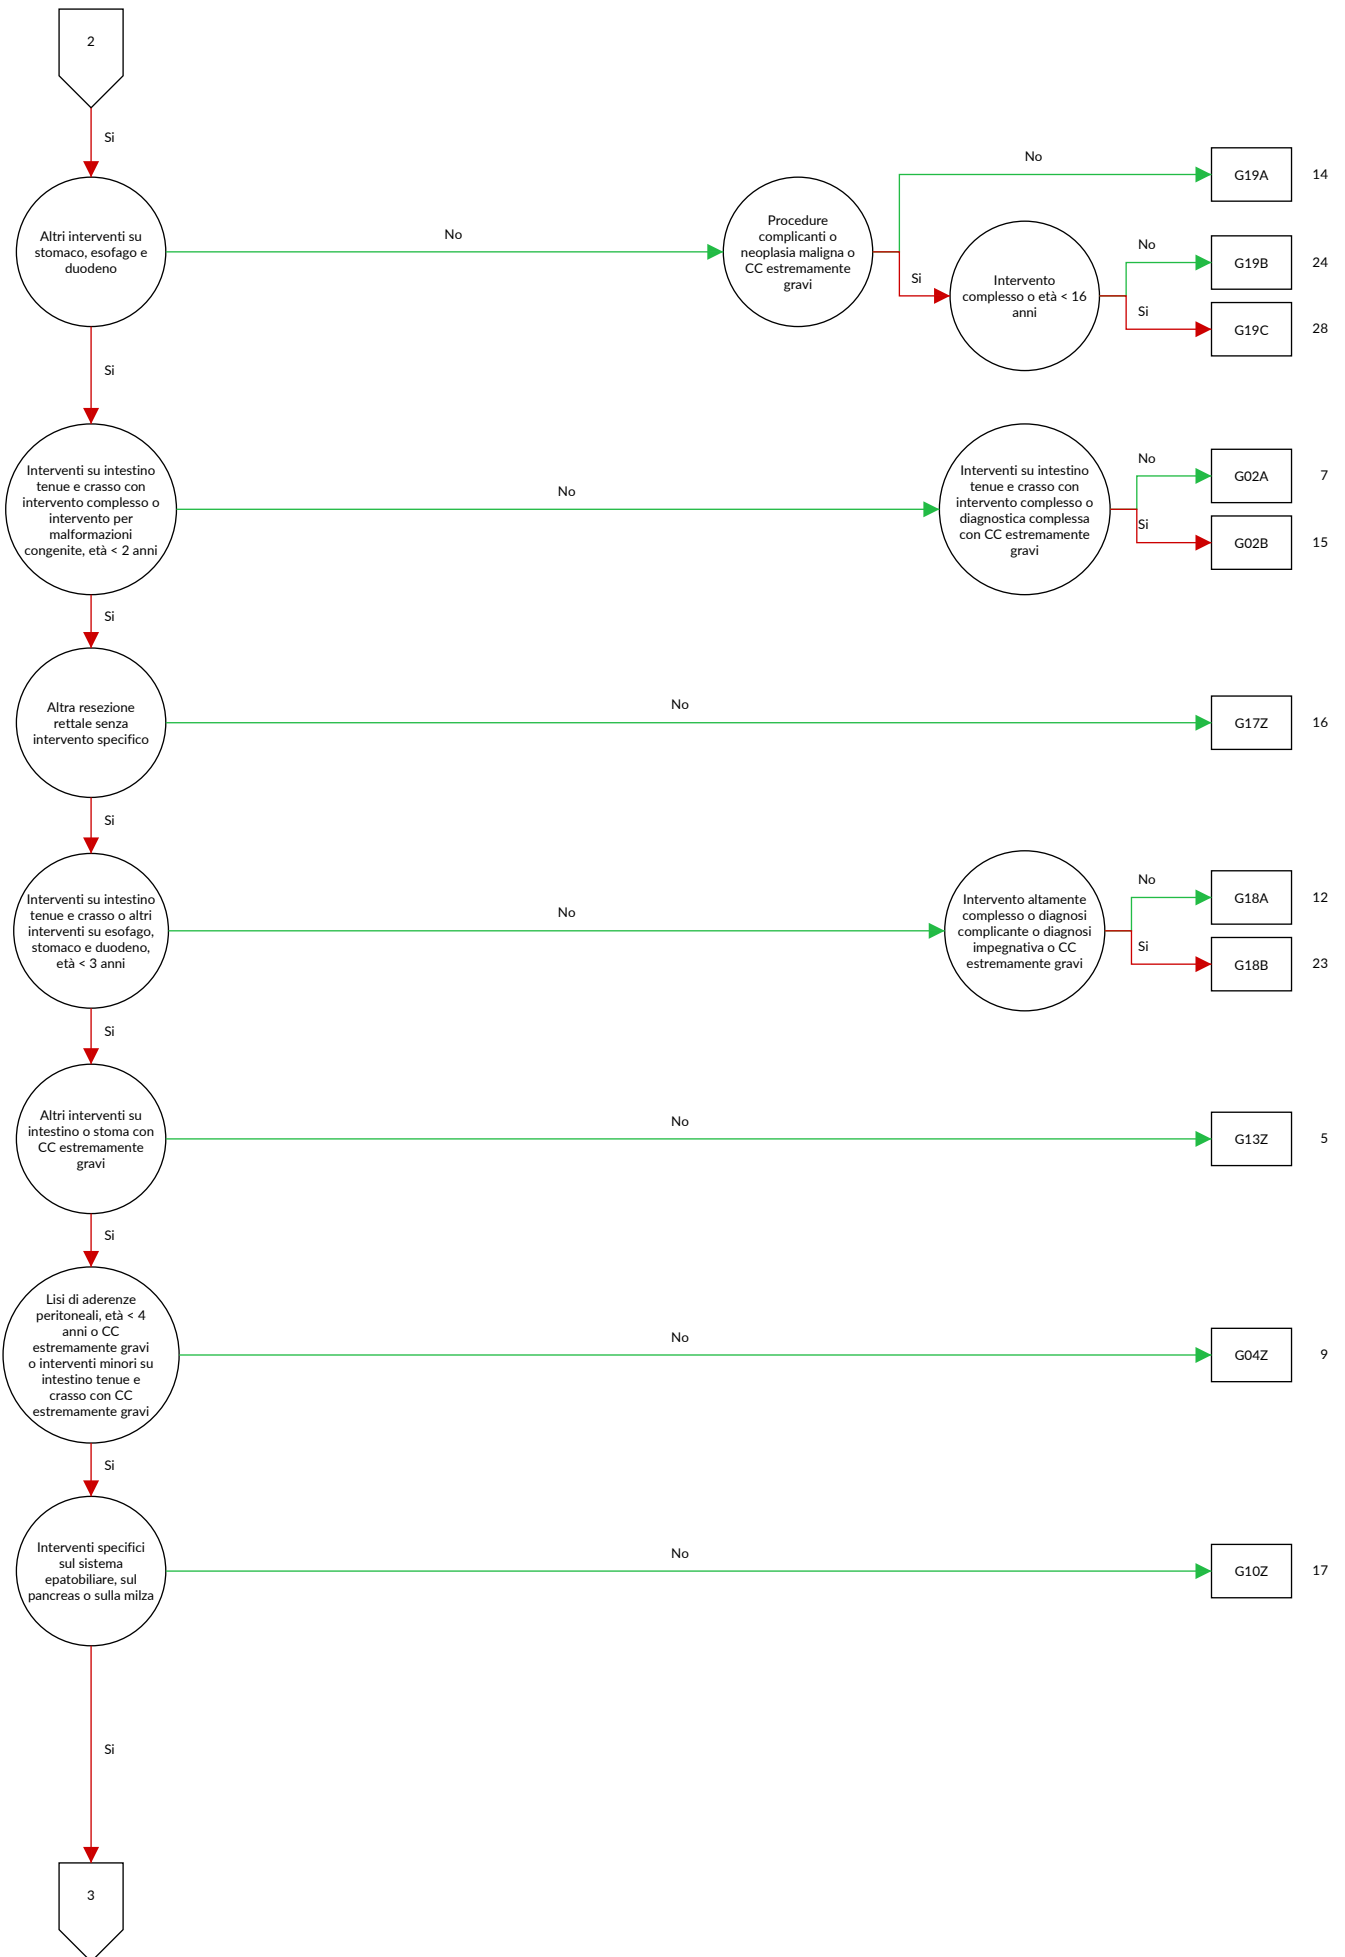 2
Si
Altri interventi su
stomaco, esofago e
duodeno
No
Procedure
complicanti o
neoplasia maligna o
CC estremamente
gravi
No
G19A
14
Si
Intervento
complesso o età < 16
anni
No
G19B
24
Si
G19C
28
Si
Interventi su intestino
tenue e crasso con
intervento complesso o
intervento per
malformazioni
congenite, età < 2 anni
No
Interventi su intestino
tenue e crasso con
intervento complesso o
diagnostica complessa
con CC estremamente
gravi
No
G02A
7
Si
G02B
15
Si
Altra resezione
rettale senza
intervento specifico
No
G17Z
16
Si
Interventi su intestino
tenue e crasso o altri
interventi su esofago,
stomaco e duodeno,
età < 3 anni
No
Intervento altamente
complesso o diagnosi
complicante o diagnosi
impegnativa o CC
estremamente gravi
No
G18A
12
Si
G18B
23
Si
Altri interventi su
intestino o stoma con
CC estremamente
gravi
No
G13Z
5
Si
Lisi di aderenze
peritoneali, età < 4
anni o CC
estremamente gravi
o interventi minori su
intestino tenue e
crasso con CC
estremamente gravi
No
G04Z
9
Si
Interventi specifici
sul sistema
epatobiliare, sul
pancreas o sulla milza
No
G10Z
17
Si
3